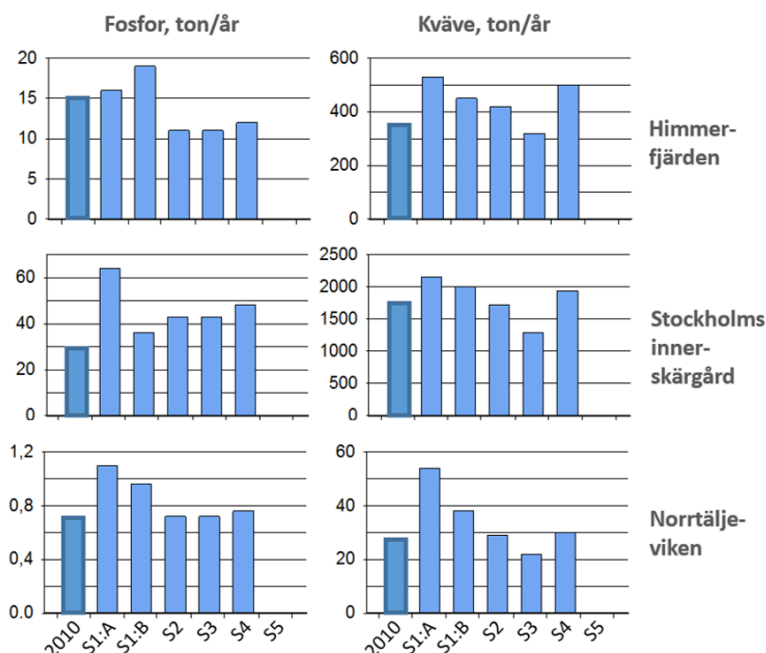 Fosfor, ton/år
Kväve, ton/år
20
15
10
5
0
600
400
200
0
Himmer-
fjärden
60
40
20
0
2500
2000
1500
1000
500
0
Stockholms
inner-
skärgård
1,2
0,8
0,4
0.0
60
40
20
0
Norrtälje-
viken
2010
S1:A
S1:B
S2
S3
S4
S5
2010
S1:A
S1:B
S2
S3
S4
S5